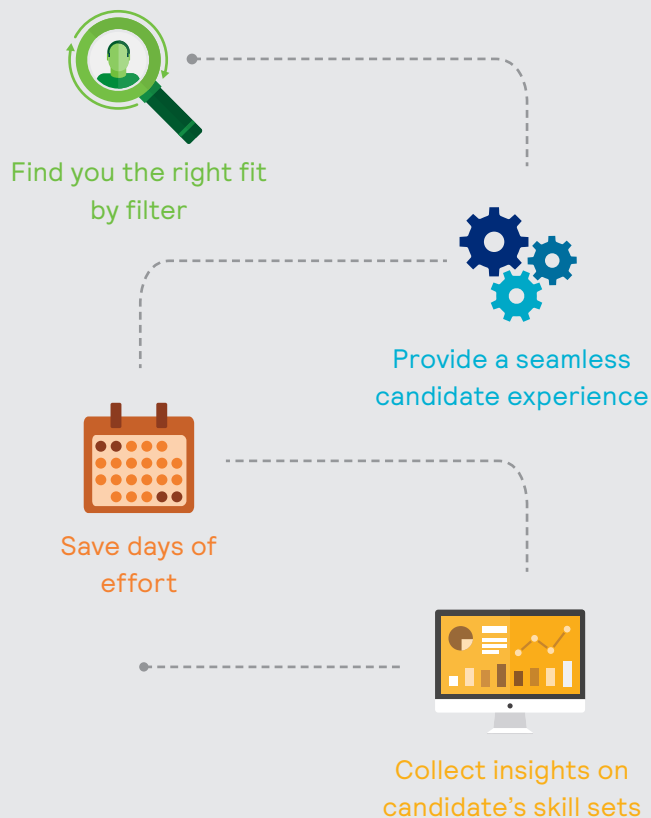 Find you the right fit
by filter
Provide a seamless
candidate experience
Save days of
effort
Collect insights on
candidate’s skill sets